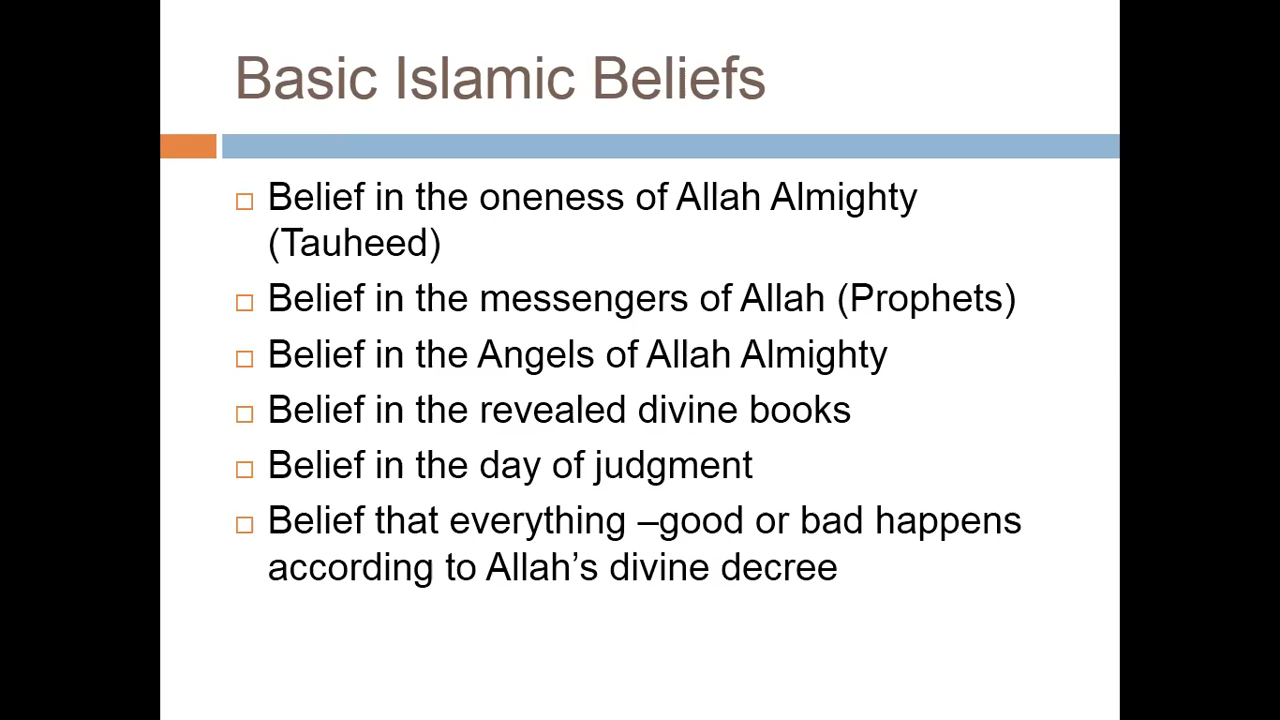 Basic Islamic Beliefs
Belief in the oneness of Allah Almighty
(Tauheed)
Belief in the messengers of Allah (Prophets)
Belief in the Angels of Allah Almighty
Belief in the revealed divine books
Belief in the day of judgment
Belief that everything –good or bad happens
according to Allah’s divine decree